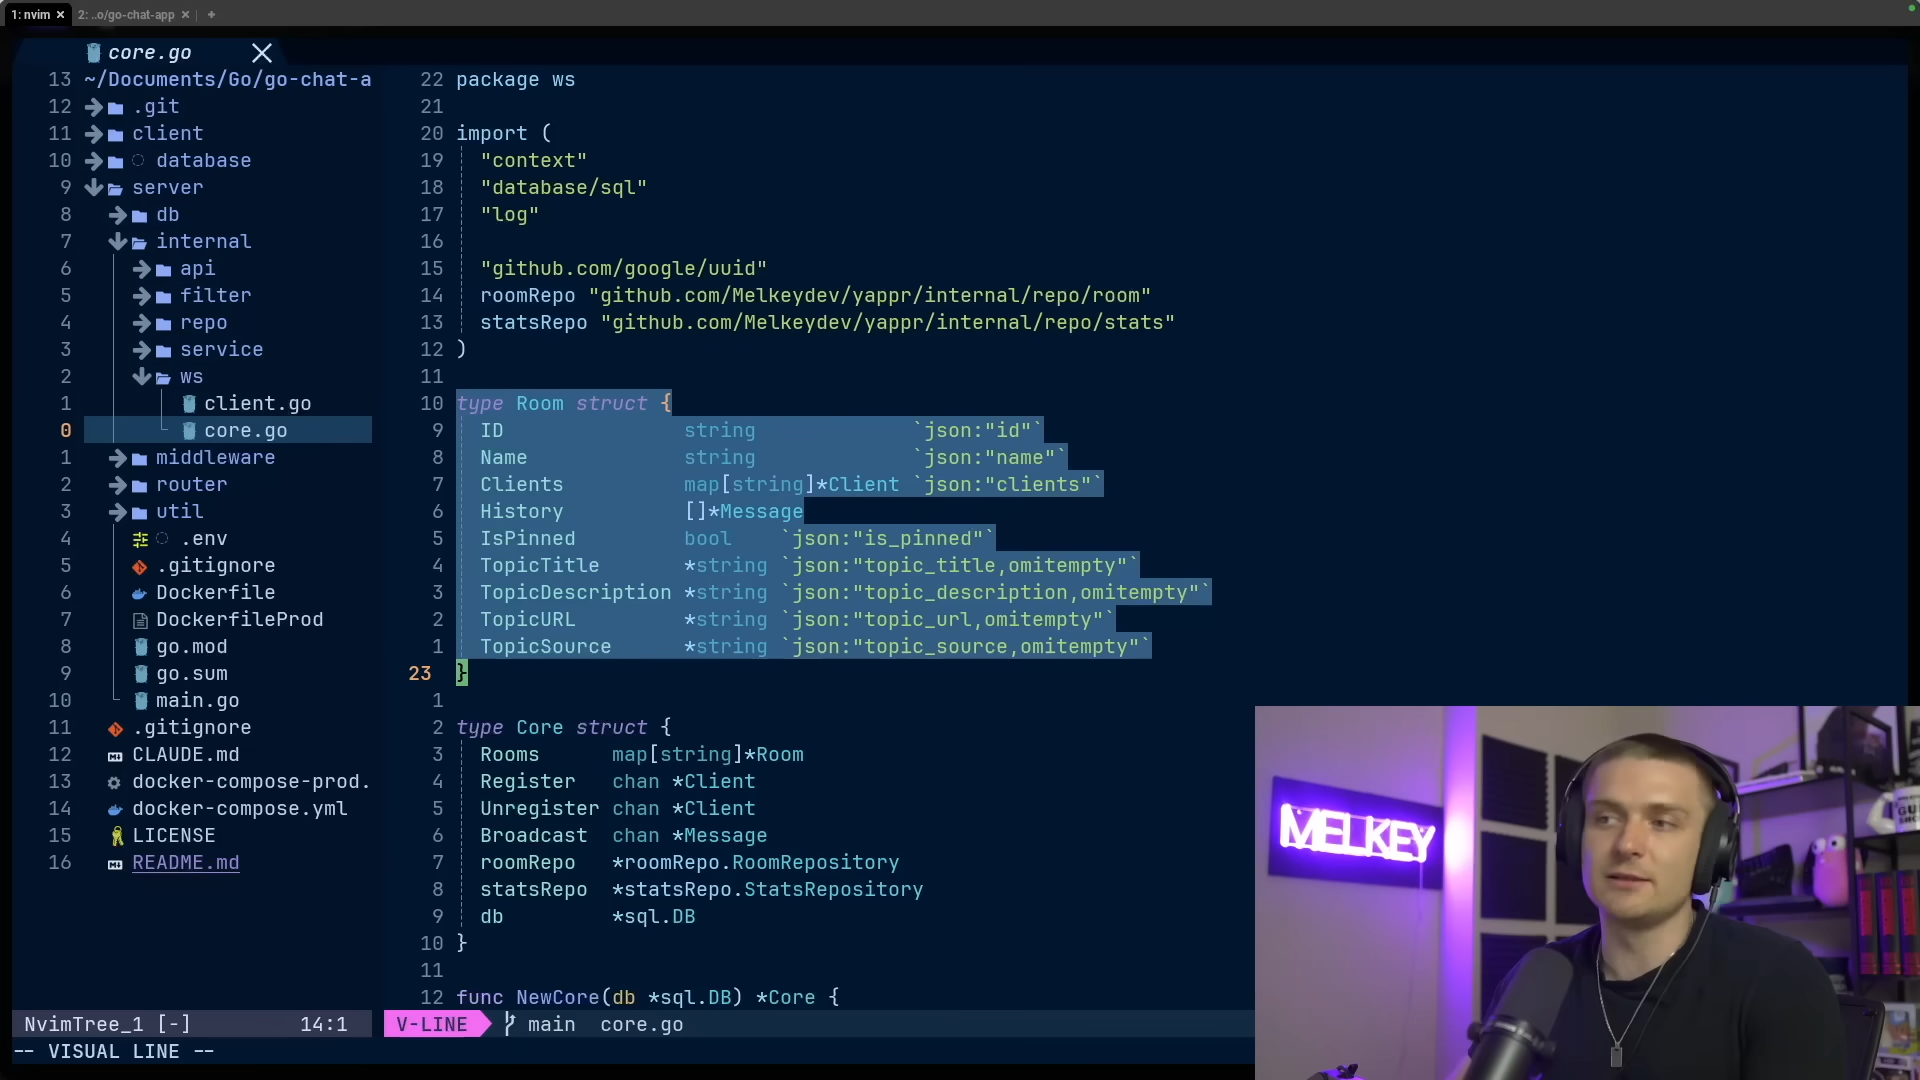 1: nvim × 2: ..o/go-chat-app × +
core.go
13 ~/Documents/Go/go-chat-a
12 .git
11 client
10 database
9 server
8 db
7 internal
6 api
5 filter
4 repo
3 service
2 ws
1 client.go
0 core.go
1 middleware
2 router
3 util
4 .env
5 .gitignore
6 Dockerfile
7 DockerfileProd
8 go.mod
9 go.sum
10 main.go
11 .gitignore
12 CLAUDE.md
13 docker-compose-prod.
14 docker-compose.yml
15 LICENSE
16 README.md
NvimTree_1 [-] 14:1
22 package ws
21
20 import (
19 "context"
18 "database/sql"
17 "log"
16
15 "github.com/google/uuid"
14 roomRepo "github.com/Melkeydev/yappr/internal/repo/room"
13 statsRepo "github.com/Melkeydev/yappr/internal/repo/stats"
12 )
11
10 type Room struct {
9 ID string `json:"id"`
8 Name string `json:"name"`
7 Clients map[string]*Client `json:"clients"`
6 History []*Message
5 IsPinned bool `json:"is_pinned"`
4 TopicTitle *string `json:"topic_title,omitempty"`
3 TopicDescription *string `json:"topic_description,omitempty"`
2 TopicURL *string `json:"topic_url,omitempty"`
1 TopicSource *string `json:"topic_source,omitempty"`
23 }
1
2 type Core struct {
3 Rooms map[string]*Room
4 Register chan *Client
5 Unregister chan *Client
6 Broadcast chan *Message
7 roomRepo *roomRepo.RoomRepository
8 statsRepo *statsRepo.StatsRepository
9 db *sql.DB
10 }
11
12 func NewCore(db *sql.DB) *Core {
V-LINE main core.go
-- VISUAL LINE --
MELKEY